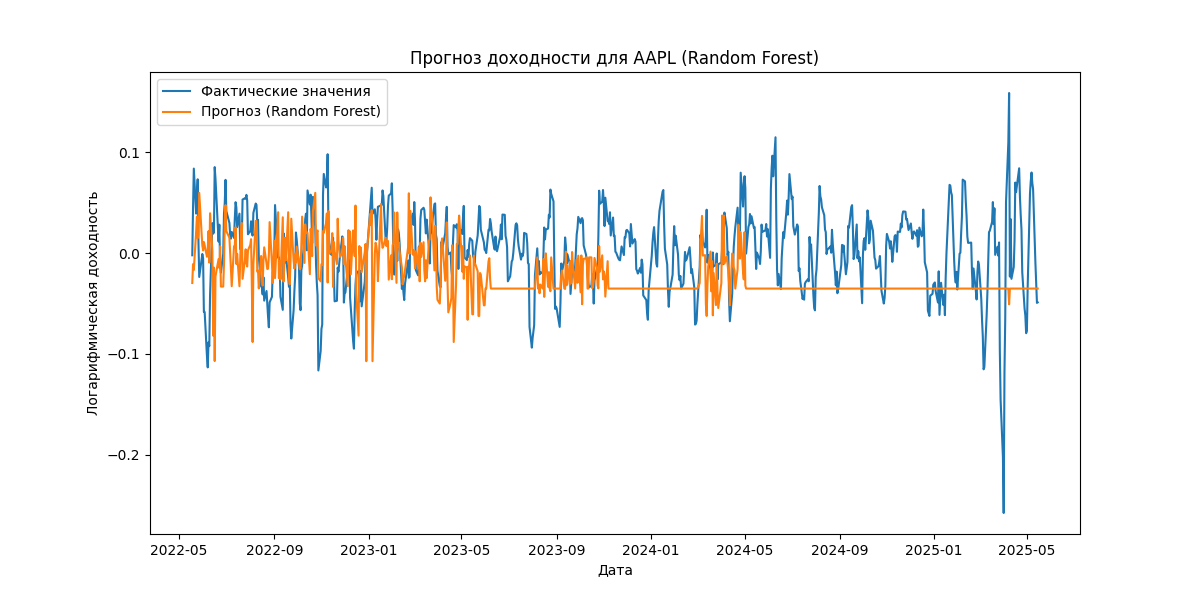 Прогноз доходности для AAPL (Random Forest)
Фактические значения
Прогноз (Random Forest)
Логарифмическая доходность
0.1
0.0
−0.1
−0.2
2022-05 2022-09 2023-01 2023-05 2023-09 2024-01 2024-05 2024-09 2025-01 2025-05
Дата